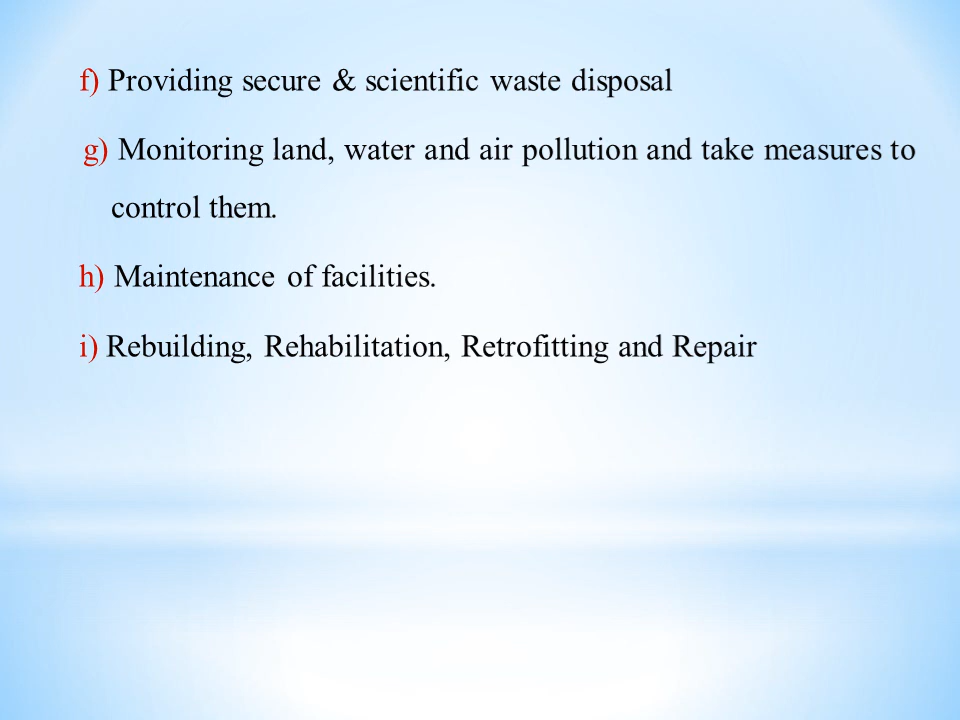 f) Providing secure & scientific waste disposal
g) Monitoring land, water and air pollution and take measures to
control them.
h) Maintenance of facilities.
i) Rebuilding, Rehabilitation, Retrofitting and Repair